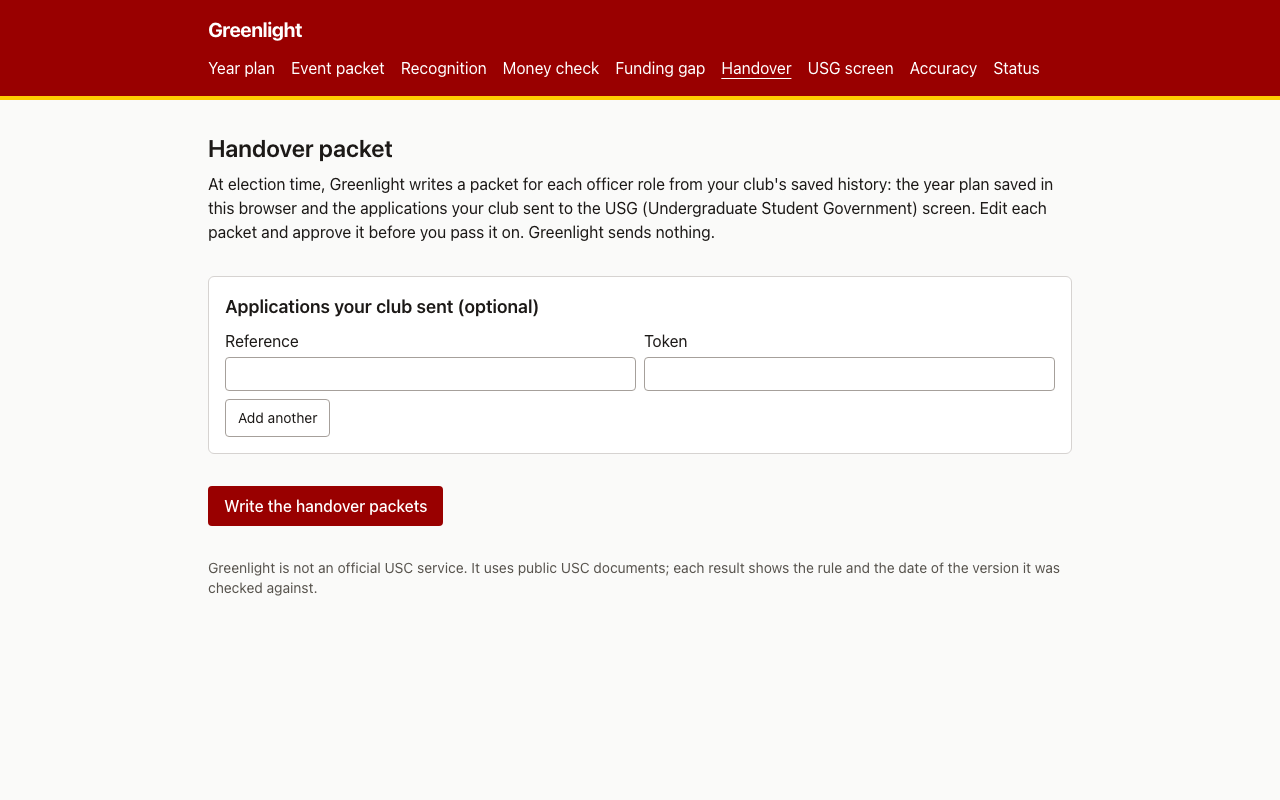 Greenlight
Year plan Event packet Recognition Money check Funding gap Handover USG screen Accuracy Status
Handover packet
At election time, Greenlight writes a packet for each officer role from your club's saved history: the year plan saved in
this browser and the applications your club sent to the USG (Undergraduate Student Government) screen. Edit each
packet and approve it before you pass it on. Greenlight sends nothing.
Applications your club sent (optional)
Reference Token
Add another
Write the handover packets
Greenlight is not an official USC service. It uses public USC documents; each result shows the rule and the date of the version it was
checked against.